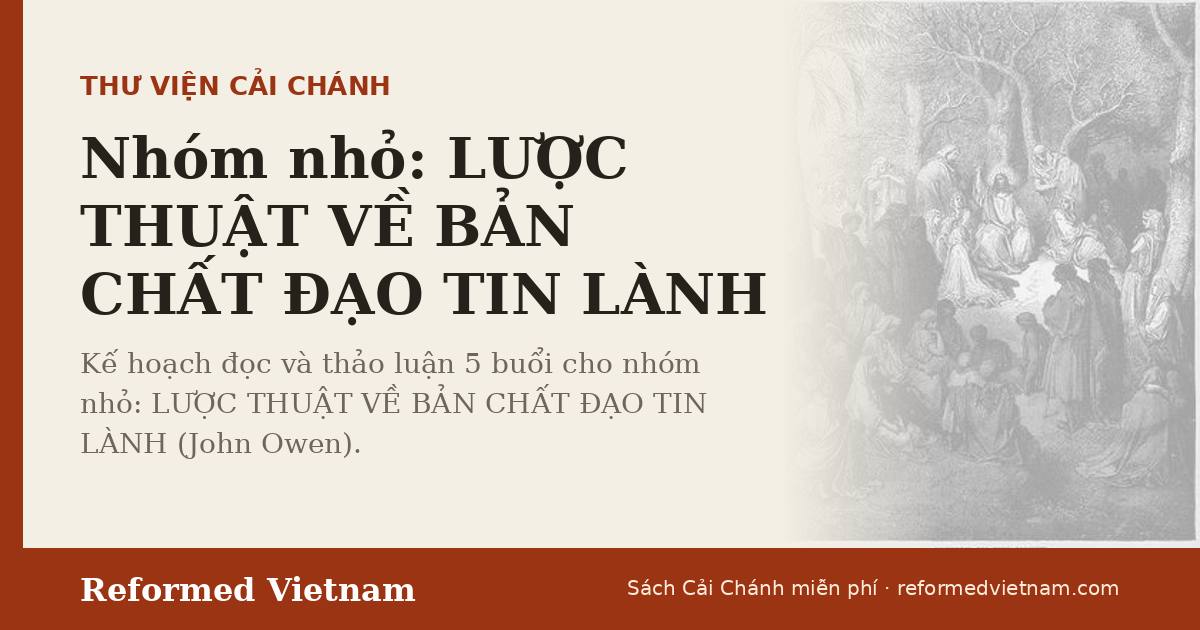 THƯ VIỆN CẢI CHÁNH
Nhóm nhỏ: LƯỢC
THUẬT VỀ BẢN
CHẤT ĐẠO TIN LÀNH
Kế hoạch đọc và thảo luận 5 buổi cho nhóm
nhỏ: LƯỢC THUẬT VỀ BẢN CHẤT ĐẠO TIN
LÀNH (John Owen).
Reformed Vietnam
Sách Cải Chánh miễn phí · reformedvietnam.com